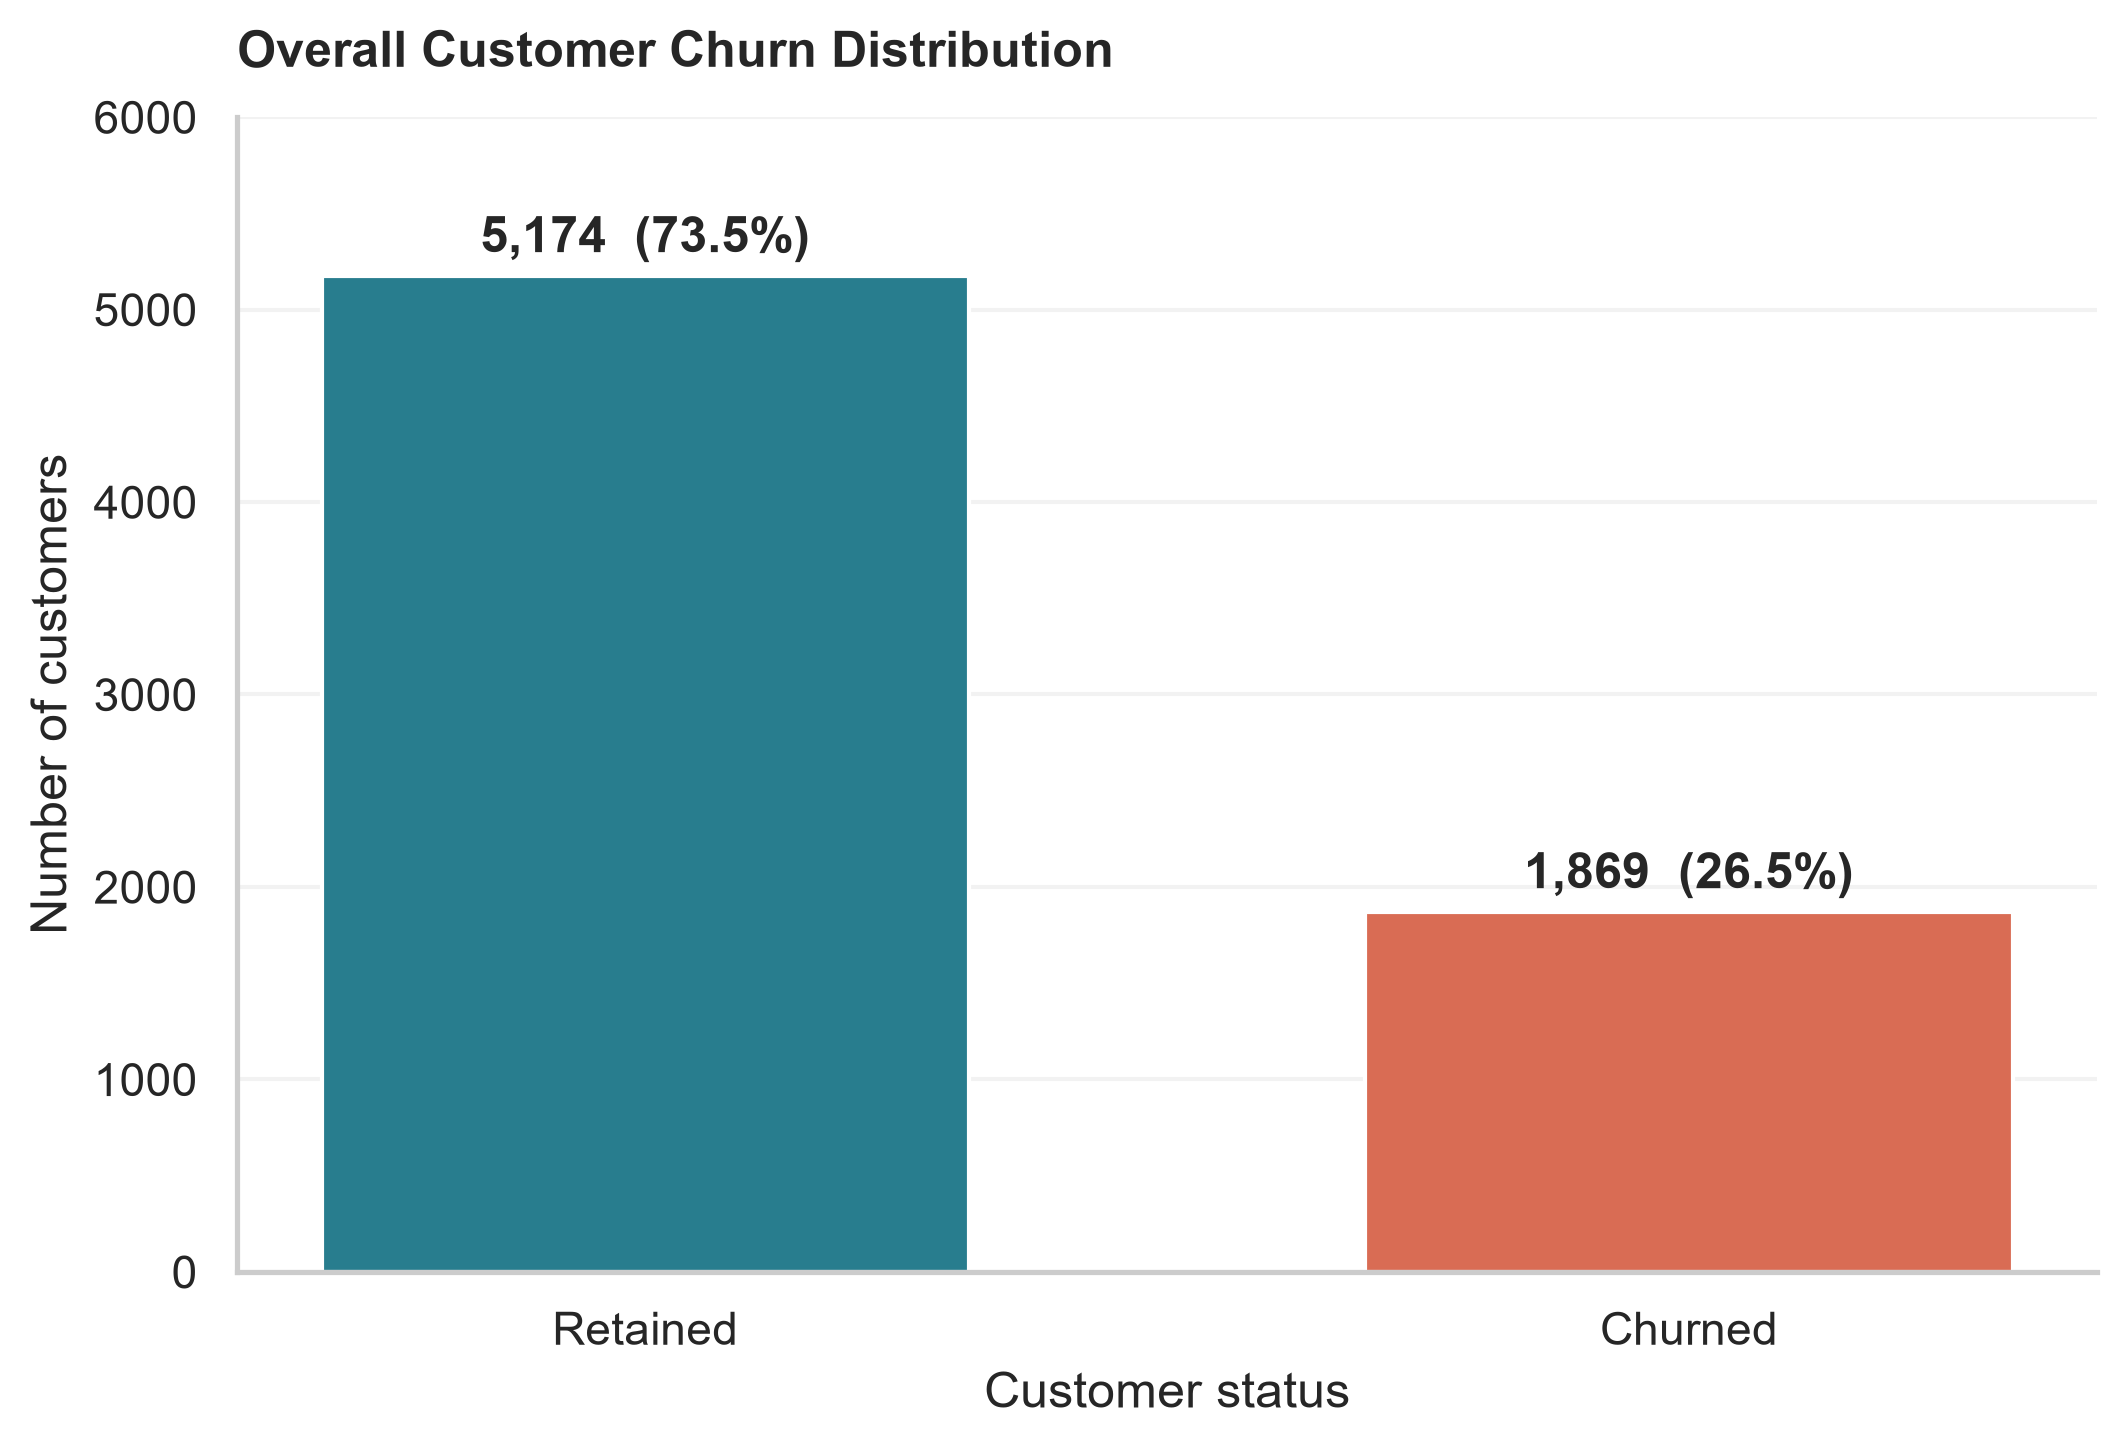 Overall Customer Churn Distribution
6000
5000
4000
3000
2000
1000
0
Number of customers
5,174  (73.5%)
1,869  (26.5%)
Retained
Churned
Customer status